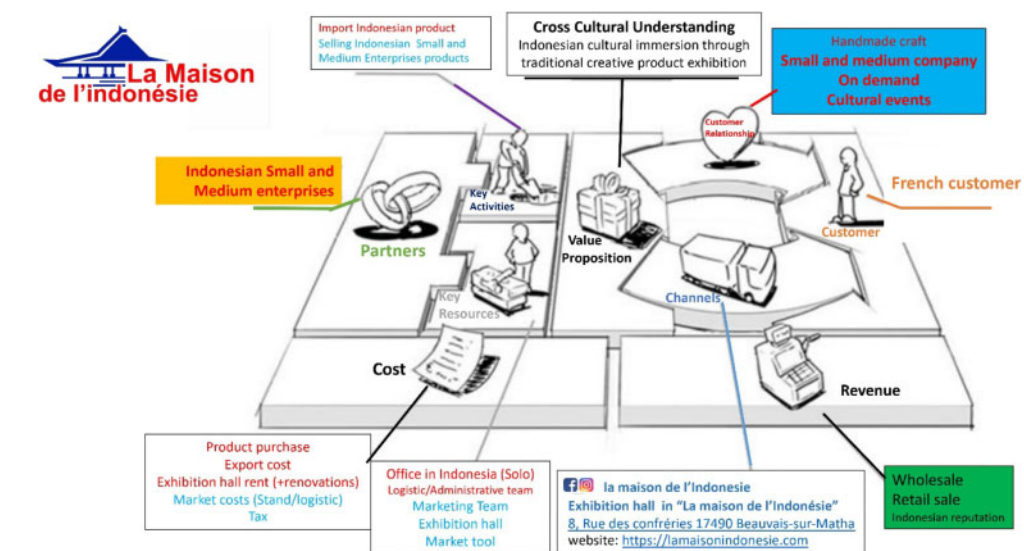 La Maison
de l'indonésie
Import Indonesian product
Selling Indonesian Small and
Medium Enterprises products
Cross Cultural Understanding
Indonesian cultural immersion through
traditional creative product exhibition
Handmade craft
Small and medium company
On demand
Cultural events
Customer
Relationship
Indonesian Small and
Medium enterprises
Key
Activities
French customer
Partners
Value
Proposition
Customer
Key
Resources
Channels
Cost
Revenue
Product purchase
Export cost
Exhibition hall rent (+renovations)
Market costs (Stand/logistic)
Tax
Office in Indonesia (Solo)
Logistic/Administrative team
Marketing Team
Exhibition hall
Market tool
la maison de l'Indonesie
Exhibition hall in "La maison de l'Indonésie"
8, Rue des confréries 17490 Beauvais-sur-Matha
website: https://lamaisonindonesie.com
Wholesale
Retail sale
Indonesian reputation